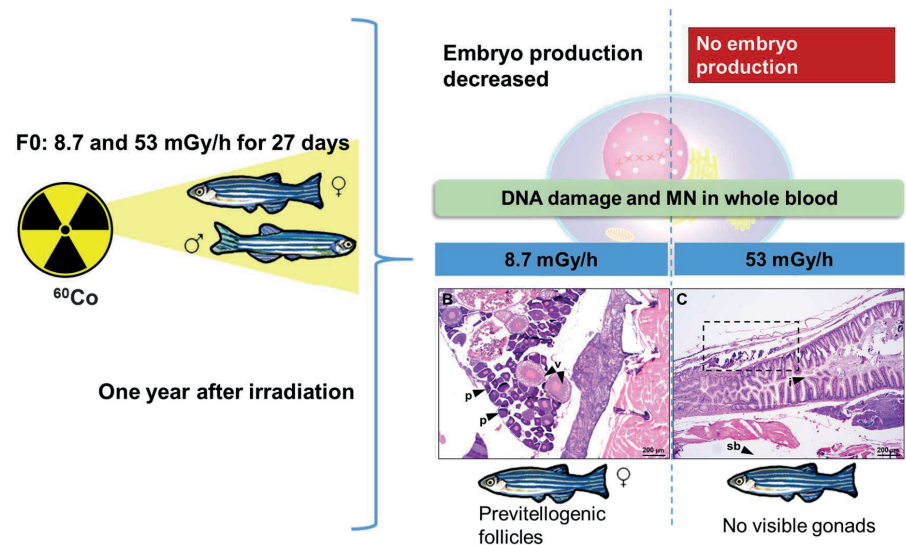 Embryo production
decreased
No embryo
production
F0: 8.7 and 53 mGy/h for 27 days
♀
♂
⁶⁰Co
One year after irradiation
DNA damage and MN in whole blood
8.7 mGy/h
53 mGy/h
B
v
p
p
200 µm
C
i
sb
200 µm
♀
Previtellogenic
follicles
No visible gonads